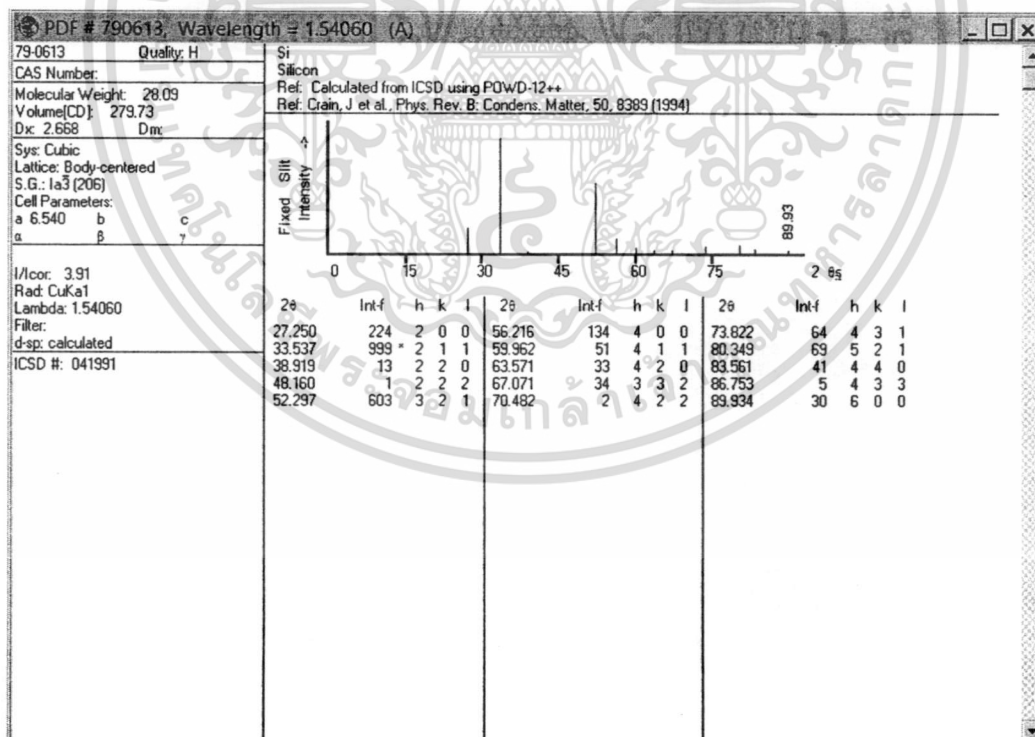 PDF # 790613, Wavelength = 1.54060 (A)
79-0613 Quality: H
CAS Number:
Molecular Weight: 28.09
Volume[CD]: 279.73
Dx: 2.668 Dm:
Sys: Cubic
Lattice: Body-centered
S.G.: Ia3̅ (206)
Cell Parameters:
a 6.540 b c
α β γ
I/Icor: 3.91
Rad: CuKa1
Lambda: 1.54060
Filter:
d-sp: calculated
ICSD #: 041991
Si
Silicon
Ref: Calculated from ICSD using POWD-12++
Ref: Crain, J et al., Phys. Rev. B: Condens. Matter, 50, 8389 (1994)
Fixed Slit
Intensity ->
89.93
0 15 30 45 60 75 2 θ
2θ Int-f h k l 2θ Int-f h k l 2θ Int-f h k l
27.250 224 2 0 0 56.216 134 4 0 0 73.822 64 4 3 1
33.537 999 * 2 1 1 59.962 51 4 1 1 80.349 69 5 2 1
38.919 13 2 2 0 63.571 33 4 2 0 83.561 41 4 4 0
48.160 1 2 2 2 67.071 34 3 3 2 86.753 5 4 3 3
52.297 603 3 2 1 70.482 2 4 2 2 89.934 30 6 0 0